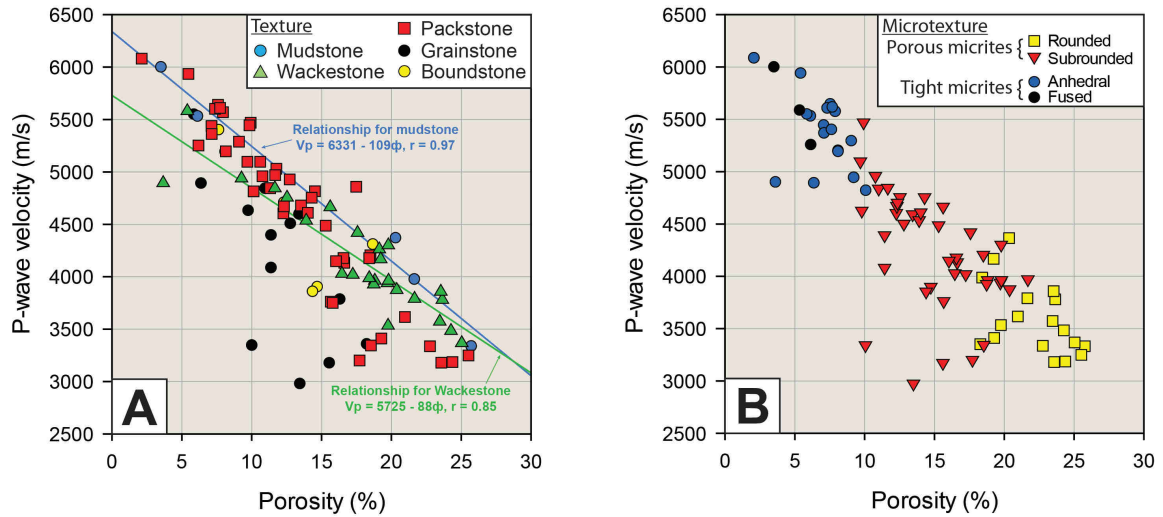 6500
6000
5500
5000
4500
4000
3500
3000
2500
P-wave velocity (m/s)
Texture
Mudstone
Wackestone
Packstone
Grainstone
Boundstone
Relationship for mudstone
Vp = 6331 - 109ф, r = 0.97
Relationship for Wackestone
Vp = 5725 - 88ф, r = 0.85
A
0 5 10 15 20 25 30
Porosity (%)
6500
6000
5500
5000
4500
4000
3500
3000
2500
P-wave velocity (m/s)
Microtexture
Porous micrites { Rounded
Subrounded
Tight micrites { Anhedral
Fused
B
0 5 10 15 20 25 30
Porosity (%)